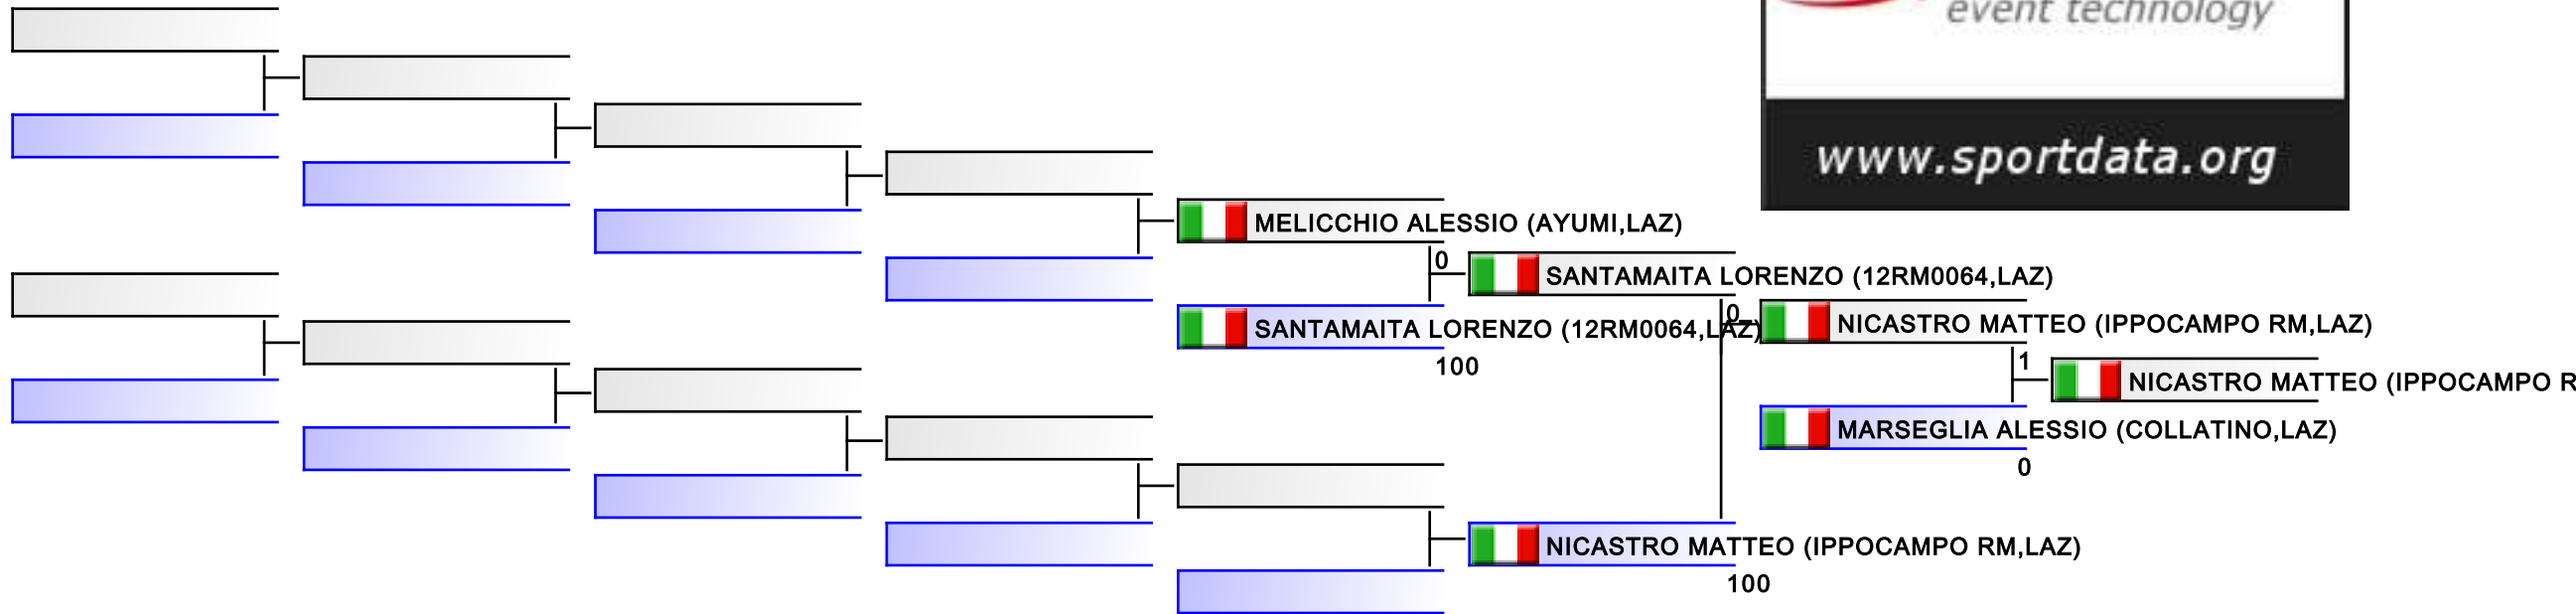 event technology
www.sportdata.org
MELICCHIO ALESSIO (AYUMI,LAZ)
0
SANTAMAITA LORENZO (12RM0064,LAZ)
SANTAMAITA LORENZO (12RM0064,LAZ)
100
0
NICASTRO MATTEO (IPPOCAMPO RM,LAZ)
1
NICASTRO MATTEO (IPPOCAMPO R
MARSEGLIA ALESSIO (COLLATINO,LAZ)
0
NICASTRO MATTEO (IPPOCAMPO RM,LAZ)
100